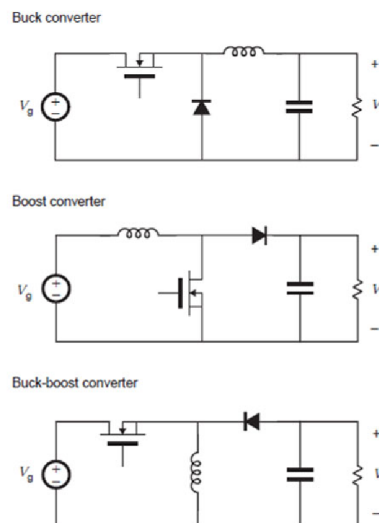 Buck converter
+
Vg
+
−
V
−
Boost converter
+
Vg
+
−
V
−
Buck-boost converter
+
Vg
+
−
V
−